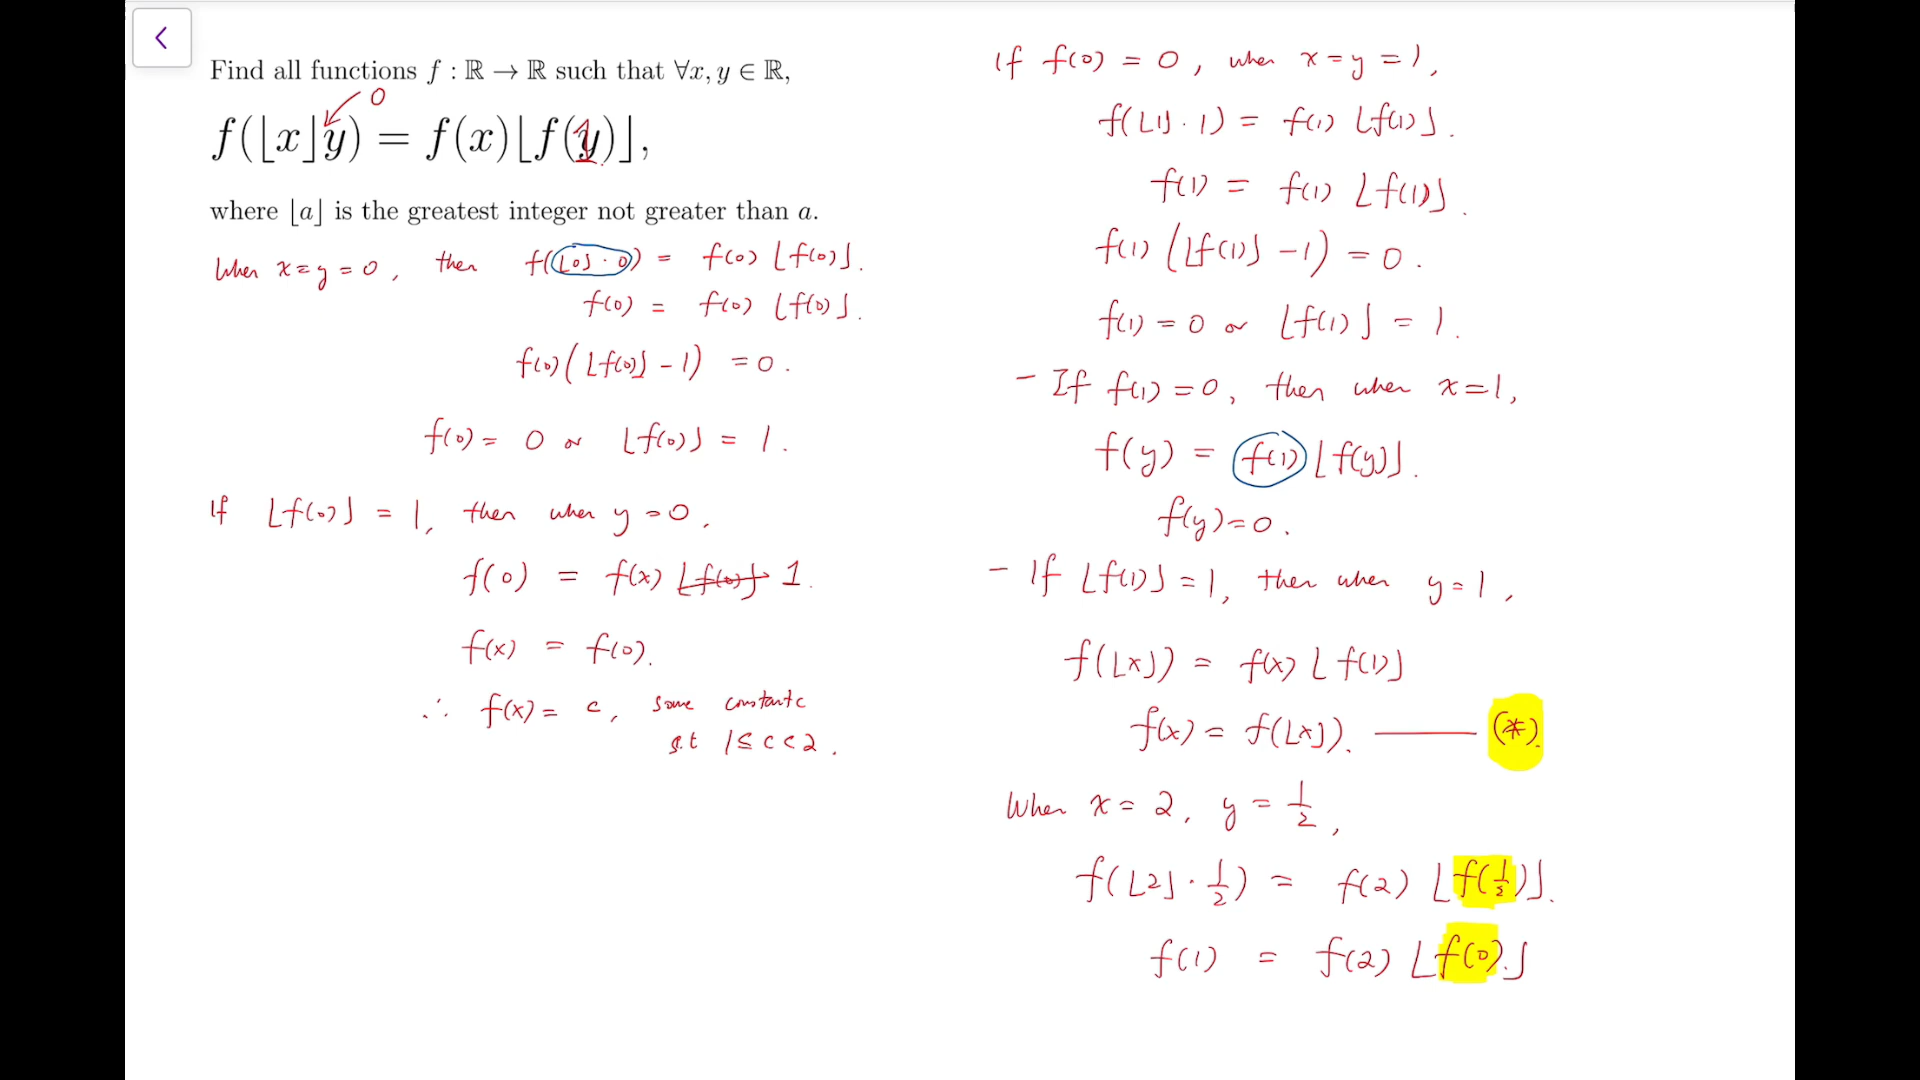 Find all functions f : ℝ → ℝ such that ∀x, y ∈ ℝ,
0
f(⌊x⌋y) = f(x)⌊f(y)⌋,
1
where ⌊a⌋ is the greatest integer not greater than a.
When x = y = 0, then f(⌊0⌋·0) = f(0) ⌊f(0)⌋.
f(0) = f(0) ⌊f(0)⌋.
f(0)(⌊f(0)⌋ - 1) = 0.
f(0) = 0 or ⌊f(0)⌋ = 1.
If ⌊f(0)⌋ = 1, then when y = 0,
f(0) = f(x) ⌊f(0)⌋ 1.
f(x) = f(0).
∴ f(x) = c, some constant c
s.t 1 ≤ c < 2.
If f(0) = 0, when x = y = 1,
f(⌊1⌋·1) = f(1) ⌊f(1)⌋.
f(1) = f(1) ⌊f(1)⌋.
f(1) (⌊f(1)⌋ - 1) = 0.
f(1) = 0 or ⌊f(1)⌋ = 1.
- If f(1) = 0, then when x = 1,
f(y) = f(1) ⌊f(y)⌋.
f(y) = 0.
- If ⌊f(1)⌋ = 1, then when y = 1,
f(⌊x⌋) = f(x) ⌊f(1)⌋
f(x) = f(⌊x⌋). —— (*).
When x = 2, y = 1/2,
f(⌊2⌋·1/2) = f(2) ⌊f(1/2)⌋.
f(1) = f(2) ⌊f(0)⌋.